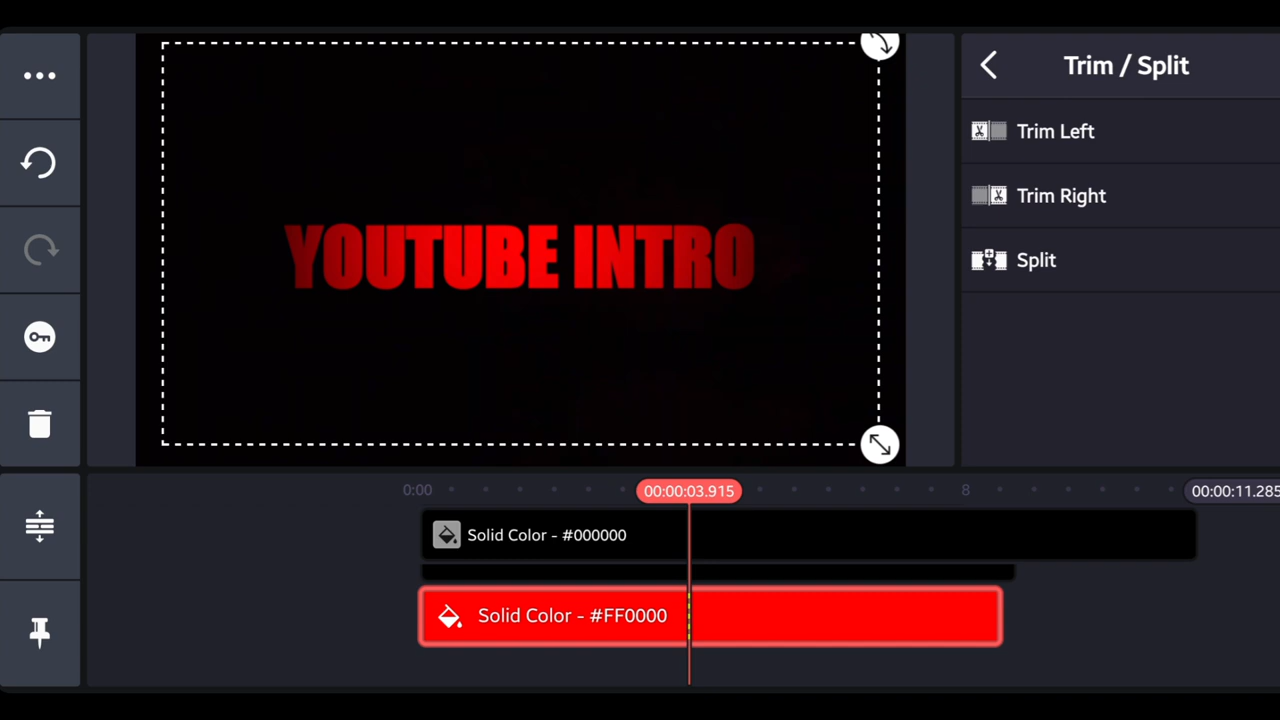 Trim / Split
Trim Left
Trim Right
Split
YOUTUBE INTRO
0:00
00:00:03.915
8
00:00:11.285
Solid Color - #000000
Solid Color - #FF0000